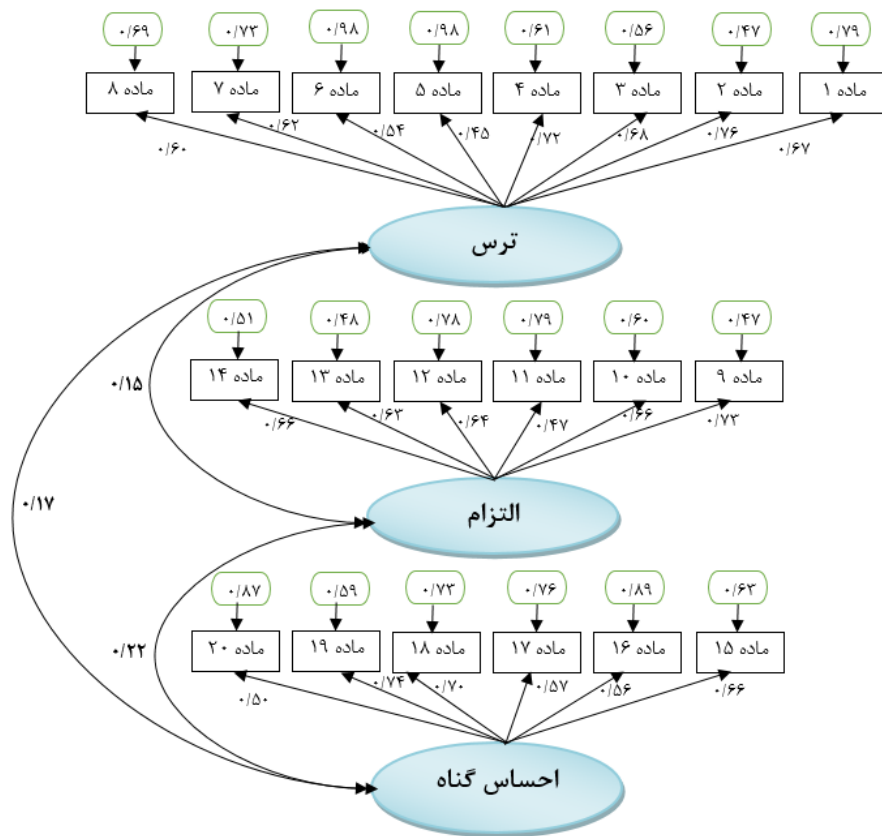 ۰/۷۹ ۰/۴۷ ۰/۵۶ ۰/۶۱ ۰/۹۸ ۰/۹۸ ۰/۷۳ ۰/۶۹
ماده ۱ ماده ۲ ماده ۳ ماده ۴ ماده ۵ ماده ۶ ماده ۷ ماده ۸
۰/۶۷ ۰/۷۶ ۰/۶۸ ۰/۷۲ ۰/۴۵ ۰/۵۴ ۰/۶۲ ۰/۶۰
ترس
۰/۴۷ ۰/۶۰ ۰/۷۹ ۰/۷۸ ۰/۴۸ ۰/۵۱
ماده ۹ ماده ۱۰ ماده ۱۱ ماده ۱۲ ماده ۱۳ ماده ۱۴
۰/۱۵
۰/۷۳ ۰/۶۶ ۰/۴۷ ۰/۶۴ ۰/۶۳ ۰/۶۶
۰/۱۷
التزام
۰/۶۳ ۰/۸۹ ۰/۷۶ ۰/۷۳ ۰/۵۹ ۰/۸۷
ماده ۱۵ ماده ۱۶ ماده ۱۷ ماده ۱۸ ماده ۱۹ ماده ۲۰
۰/۲۲
۰/۶۶ ۰/۵۶ ۰/۵۷ ۰/۷۰ ۰/۷۴ ۰/۵۰
احساس گناه